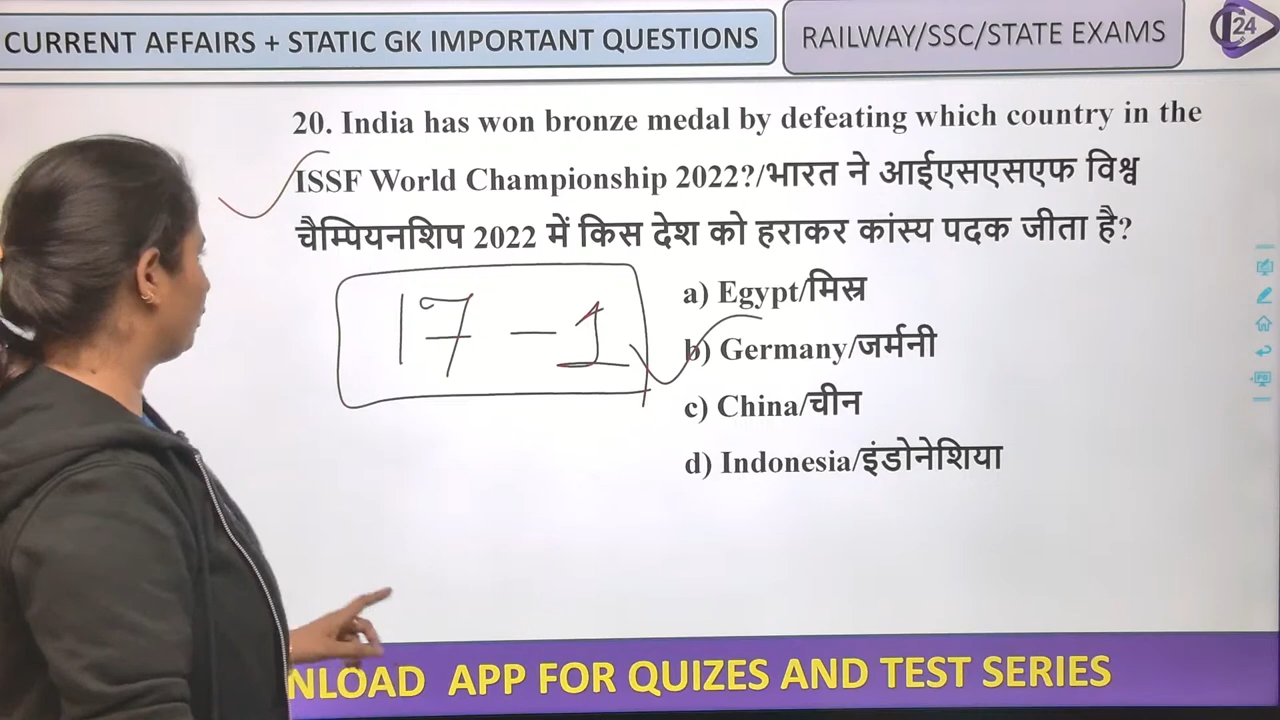 CURRENT AFFAIRS + STATIC GK IMPORTANT QUESTIONS
RAILWAY/SSC/STATE EXAMS
24
20. India has won bronze medal by defeating which country in the
ISSF World Championship 2022?/भारत ने आईएसएसएफ विश्व
चैम्पियनशिप 2022 में किस देश को हराकर कांस्य पदक जीता है?
17 - 1
a) Egypt/मिस्र
b) Germany/जर्मनी
c) China/चीन
d) Indonesia/इंडोनेशिया
NLOAD APP FOR QUIZES AND TEST SERIES